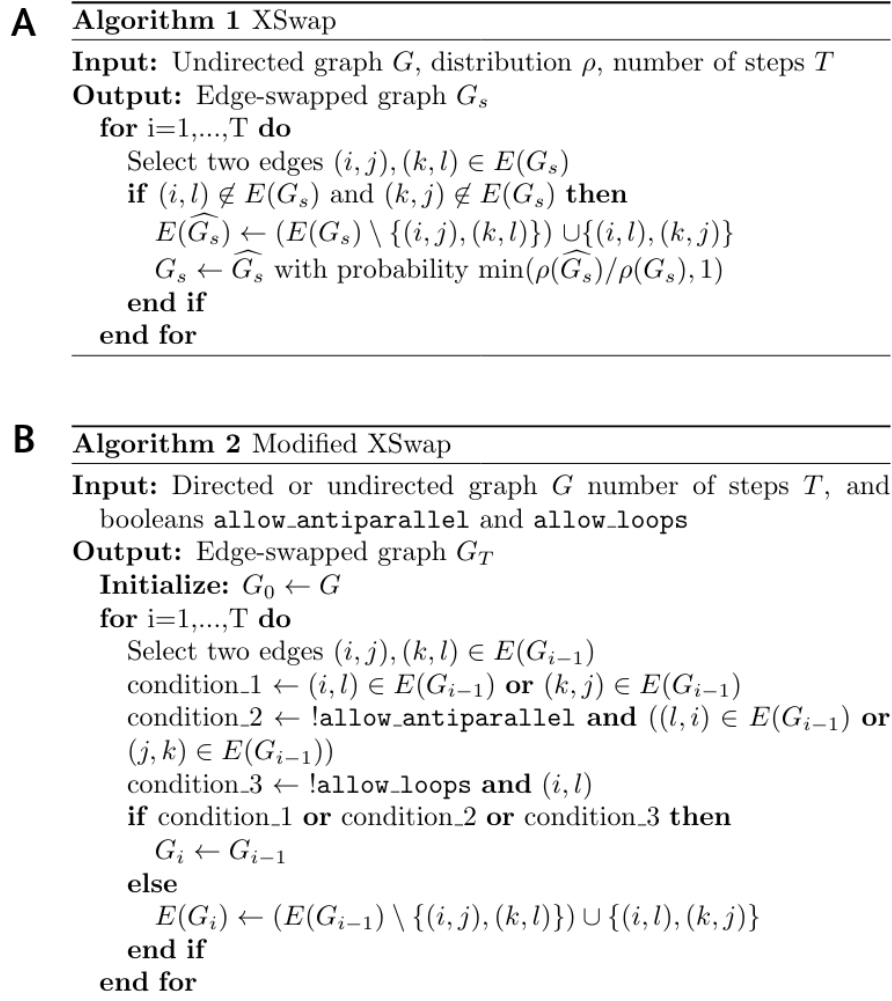 A
Algorithm 1 XSwap
Input: Undirected graph G, distribution ρ, number of steps T
Output: Edge-swapped graph G_s
for i=1,...,T do
Select two edges (i, j), (k, l) ∈ E(G_s)
if (i, l) ∉ E(G_s) and (k, j) ∉ E(G_s) then
E(Ĝ_s) ← (E(G_s) \ {(i, j), (k, l)}) ∪{(i, l), (k, j)}
G_s ← Ĝ_s with probability min(ρ(Ĝ_s)/ρ(G_s), 1)
end if
end for
B
Algorithm 2 Modified XSwap
Input: Directed or undirected graph G number of steps T, and
booleans allow_antiparallel and allow_loops
Output: Edge-swapped graph G_T
Initialize: G_0 ← G
for i=1,...,T do
Select two edges (i, j), (k, l) ∈ E(G_{i−1})
condition_1 ← (i, l) ∈ E(G_{i−1}) or (k, j) ∈ E(G_{i−1})
condition_2 ← !allow_antiparallel and ((l, i) ∈ E(G_{i−1}) or
(j, k) ∈ E(G_{i−1}))
condition_3 ← !allow_loops and (i, l)
if condition_1 or condition_2 or condition_3 then
G_i ← G_{i−1}
else
E(G_i) ← (E(G_{i−1}) \ {(i, j), (k, l)}) ∪ {(i, l), (k, j)}
end if
end for